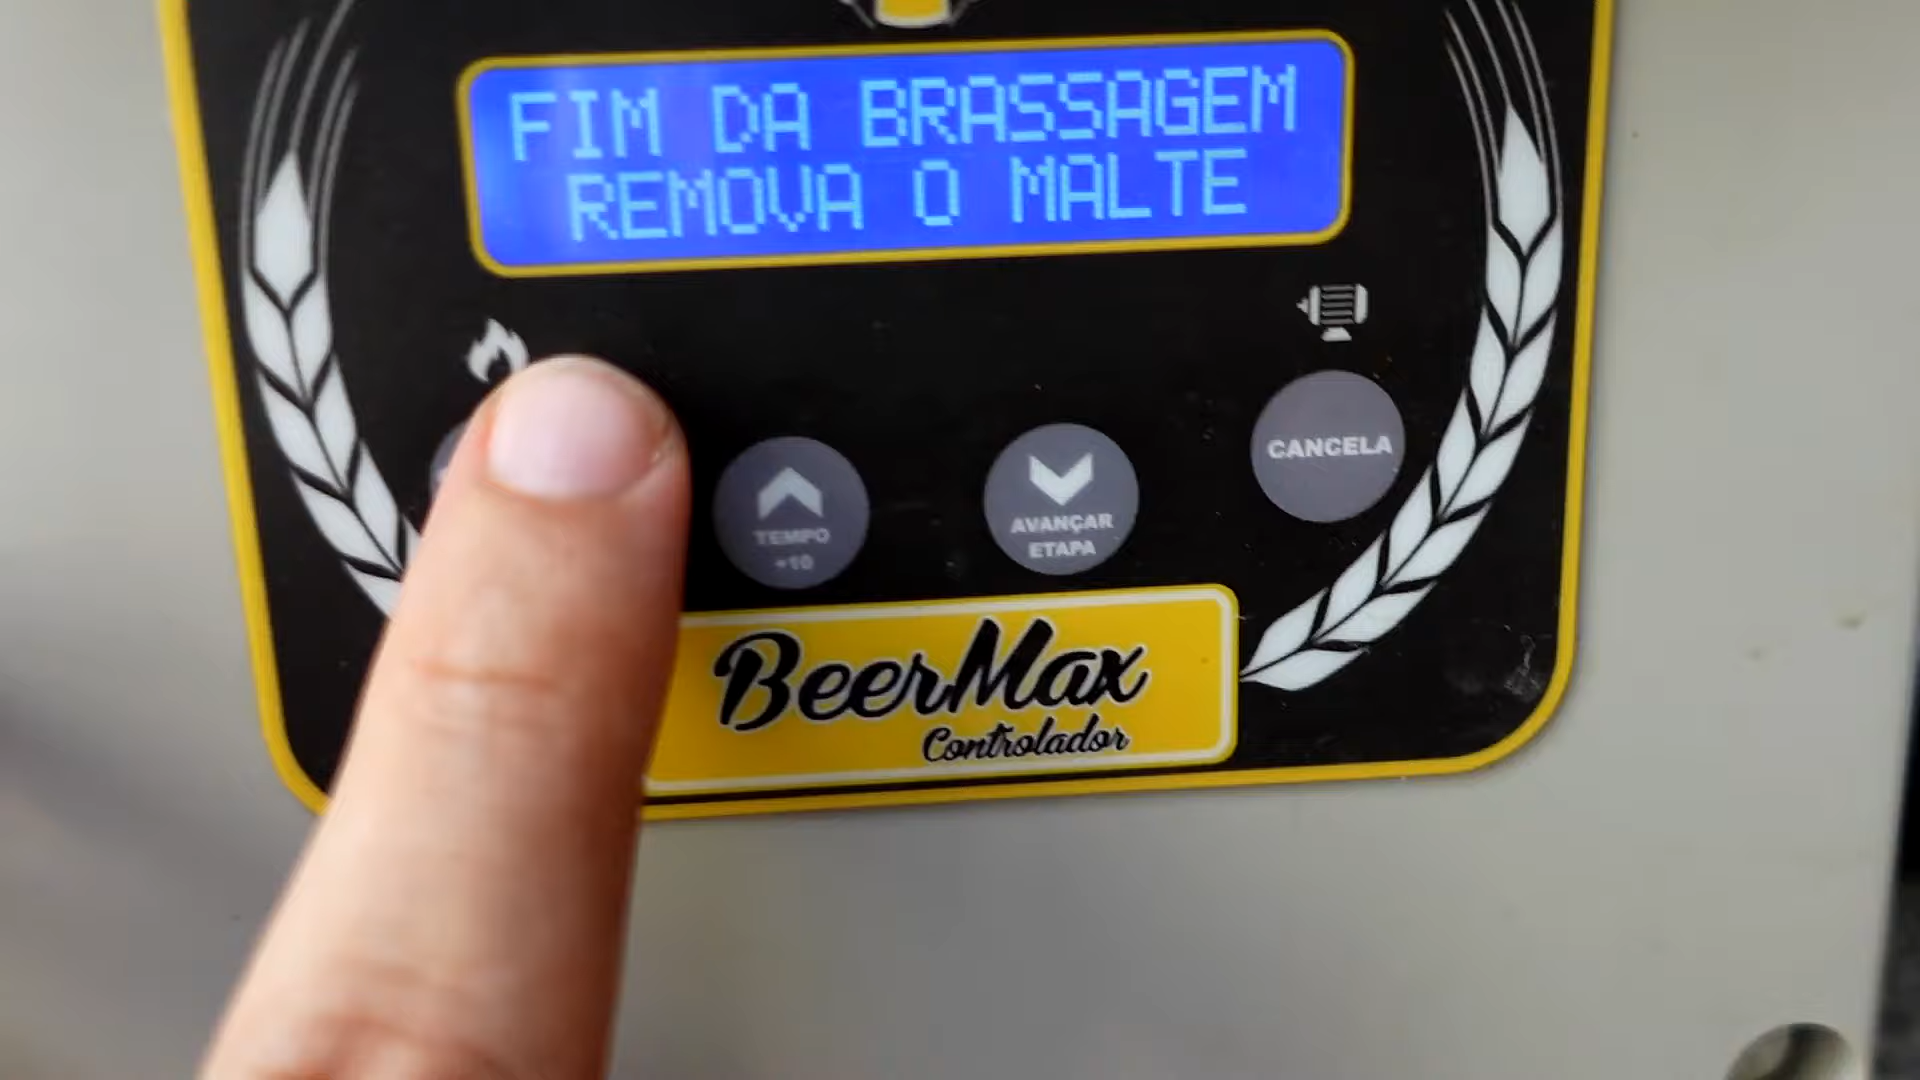 FIM DA BRASSAGEM
REMOVA O MALTE
TEMPO
+10
AVANÇAR
ETAPA
CANCELA
BeerMax
Controlador